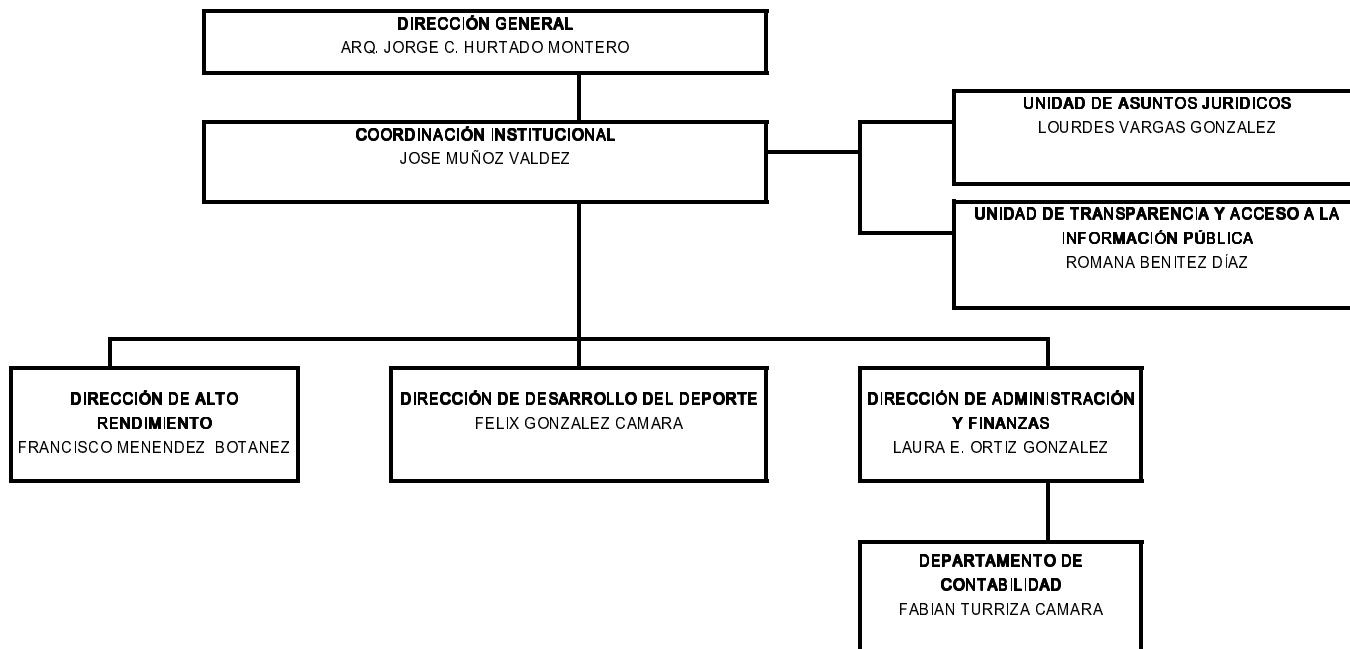 DIRECCIÓN GENERAL
ARQ. JORGE C. HURTADO MONTERO
COORDINACIÓN INSTITUCIONAL
JOSE MUÑOZ VALDEZ
UNIDAD DE ASUNTOS JURIDICOS
LOURDES VARGAS GONZALEZ
UNIDAD DE TRANSPARENCIA Y ACCESO A LA
INFORMACIÓN PÚBLICA
ROMANA BENITEZ DÍAZ
DIRECCIÓN DE ALTO
RENDIMIENTO
FRANCISCO MENENDEZ BOTANEZ
DIRECCIÓN DE DESARROLLO DEL DEPORTE
FELIX GONZALEZ CAMARA
DIRECCIÓN DE ADMINISTRACIÓN
Y FINANZAS
LAURA E. ORTIZ GONZALEZ
DEPARTAMENTO DE
CONTABILIDAD
FABIAN TURRIZA CAMARA